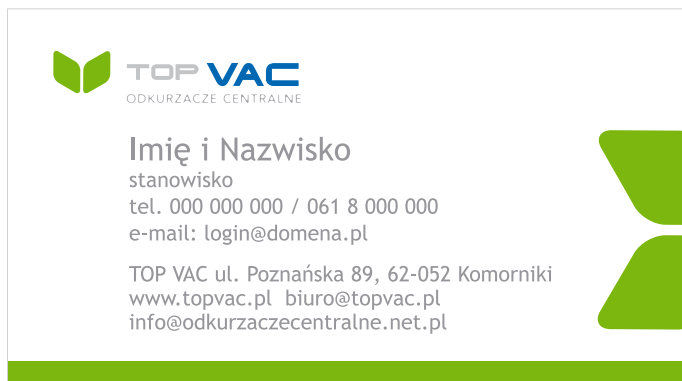 TOP VAC
ODKURZACZE CENTRALNE
Imię i Nazwisko
stanowisko
tel. 000 000 000 / 061 8 000 000
e-mail: login@domena.pl
TOP VAC ul. Poznańska 89, 62-052 Komorniki
www.topvac.pl biuro@topvac.pl
info@odkurzaczecentralne.net.pl